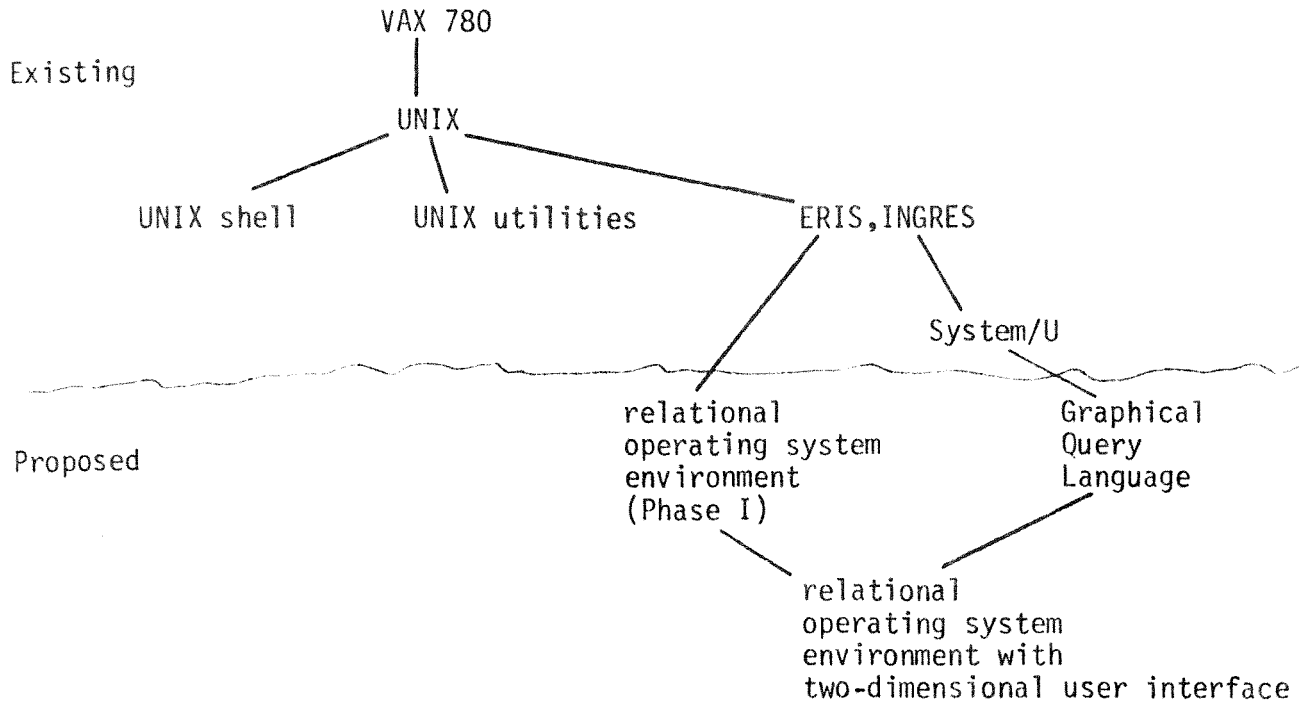 VAX 780
Existing
UNIX
UNIX shell
UNIX utilities
ERIS,INGRES
System/U
Proposed
relational
operating system
environment
(Phase I)
Graphical
Query
Language
relational
operating system
environment with
two-dimensional user interface